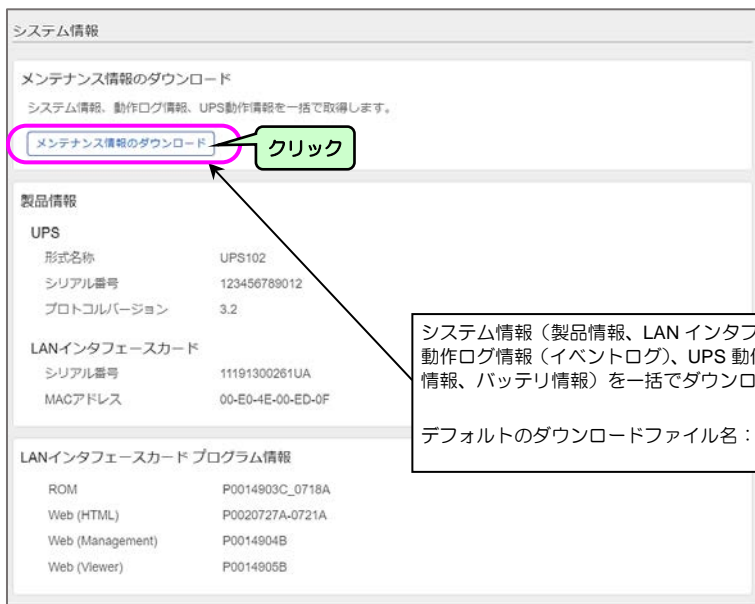 システム情報
メンテナンス情報のダウンロード
システム情報、動作ログ情報、UPS動作情報を一括で取得します。
メンテナンス情報のダウンロード
クリック
製品情報
UPS
形式名称 UPS102
シリアル番号 123456789012
プロトコルバージョン 3.2
LANインタフェースカード
シリアル番号 11191300261UA
MACアドレス 00-E0-4E-00-ED-0F
システム情報（製品情報、LAN インタフ
動作ログ情報（イベントログ）、UPS 動
情報、バッテリ情報）を一括でダウンロ
デフォルトのダウンロードファイル名：
LANインタフェースカード プログラム情報
ROM P0014903C_0718A
Web (HTML) P0020727A-0721A
Web (Management) P0014904B
Web (Viewer) P0014905B